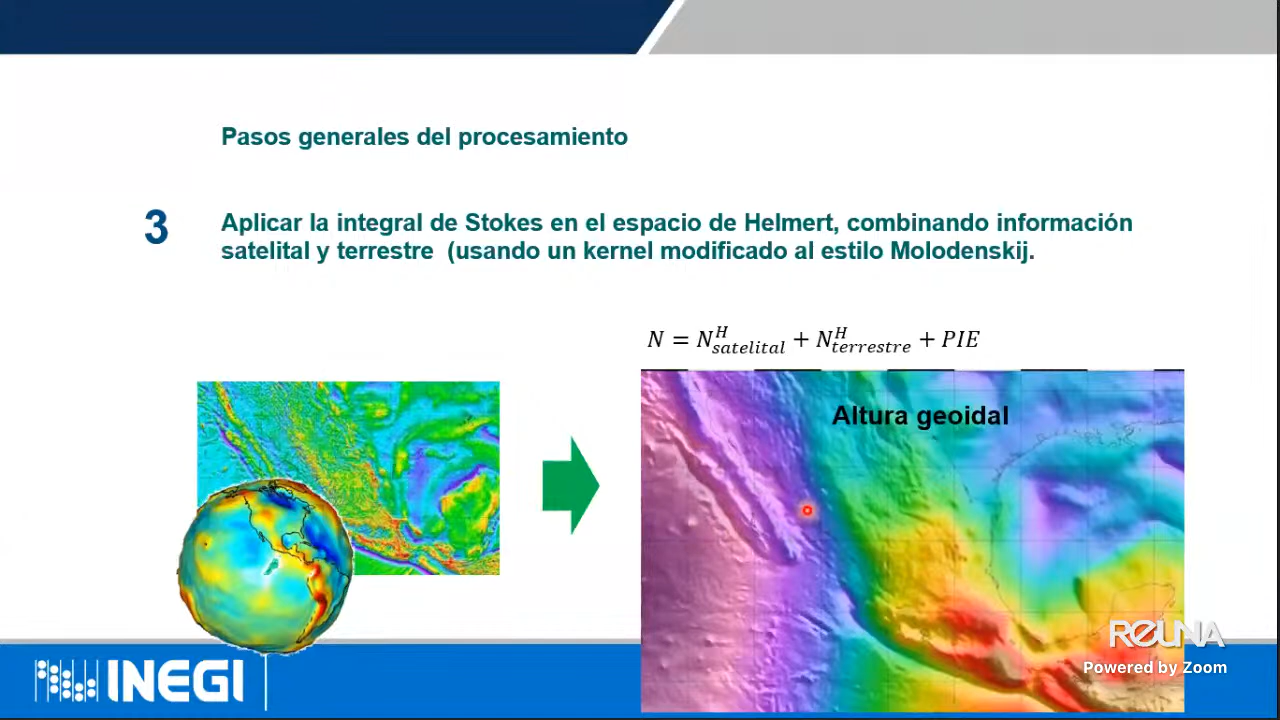 Pasos generales del procesamiento
3
Aplicar la integral de Stokes en el espacio de Helmert, combinando información
satelital y terrestre (usando un kernel modificado al estilo Molodenskij.
N = N^H_satelital + N^H_terrestre + PIE
Altura geoidal
REUNA
Powered by Zoom
INEGI